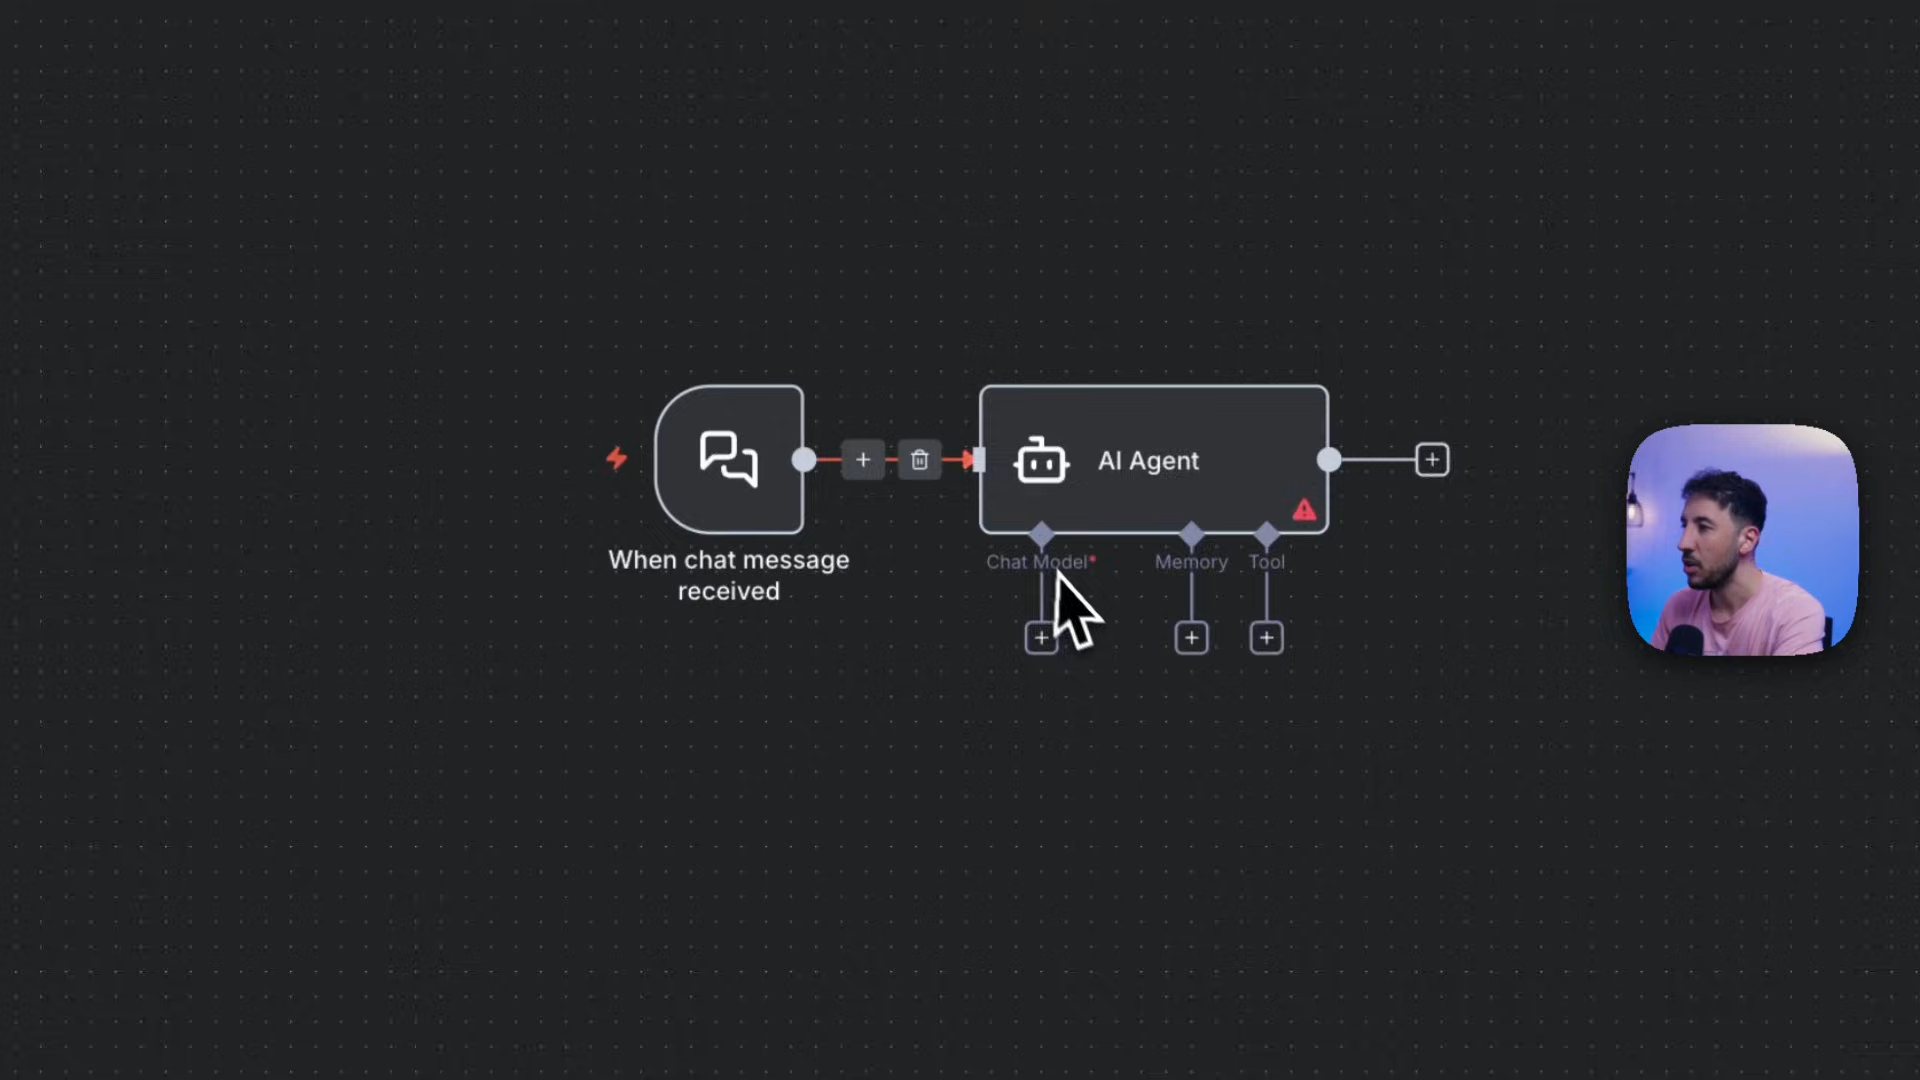 AI Agent
Chat Model*
Memory
Tool
When chat message
received